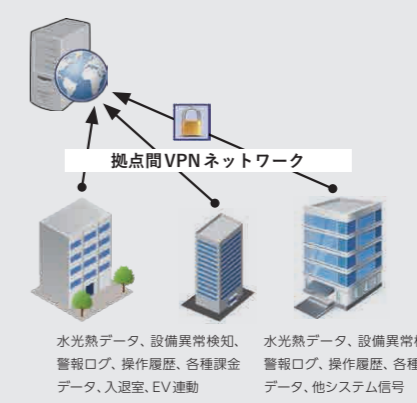 拠点間VPNネットワーク
水光熱データ、設備異常検知、
警報ログ、操作履歴、各種課金
データ、入退室、EV連動
水光熱データ、設備異常検
警報ログ、操作履歴、各種
データ、他システム信号